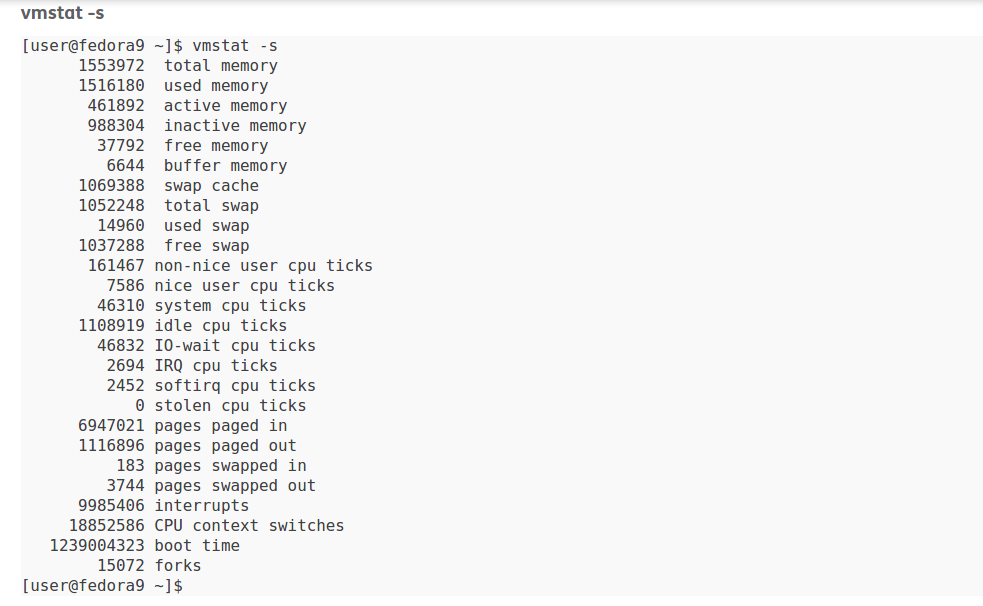 vmstat -s
[user@fedora9 ~]$ vmstat -s
1553972 total memory
1516180 used memory
461892 active memory
988304 inactive memory
37792 free memory
6644 buffer memory
1069388 swap cache
1052248 total swap
14960 used swap
1037288 free swap
161467 non-nice user cpu ticks
7586 nice user cpu ticks
46310 system cpu ticks
1108919 idle cpu ticks
46832 IO-wait cpu ticks
2694 IRQ cpu ticks
2452 softirq cpu ticks
0 stolen cpu ticks
6947021 pages paged in
1116896 pages paged out
183 pages swapped in
3744 pages swapped out
9985406 interrupts
18852586 CPU context switches
1239004323 boot time
15072 forks
[user@fedora9 ~]$